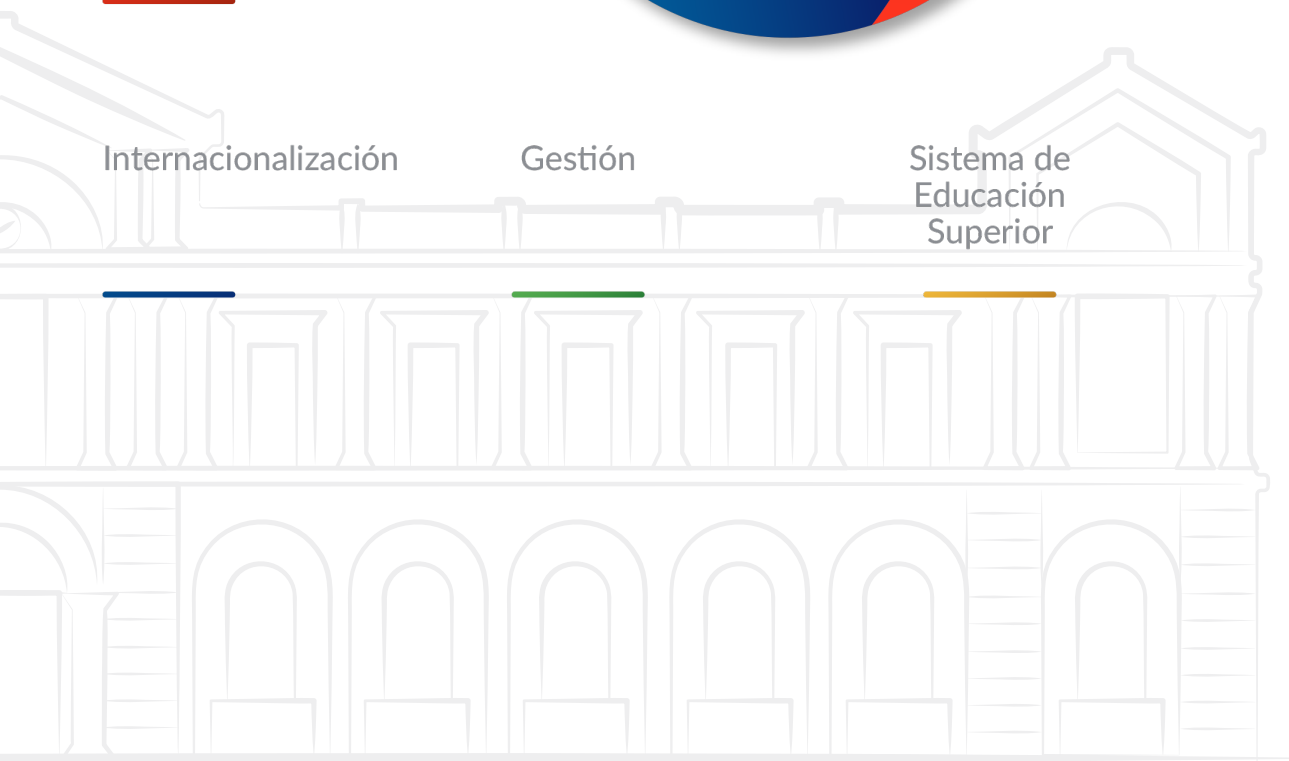 Internacionalización
Gestión
Sistema de
Educación
Superior